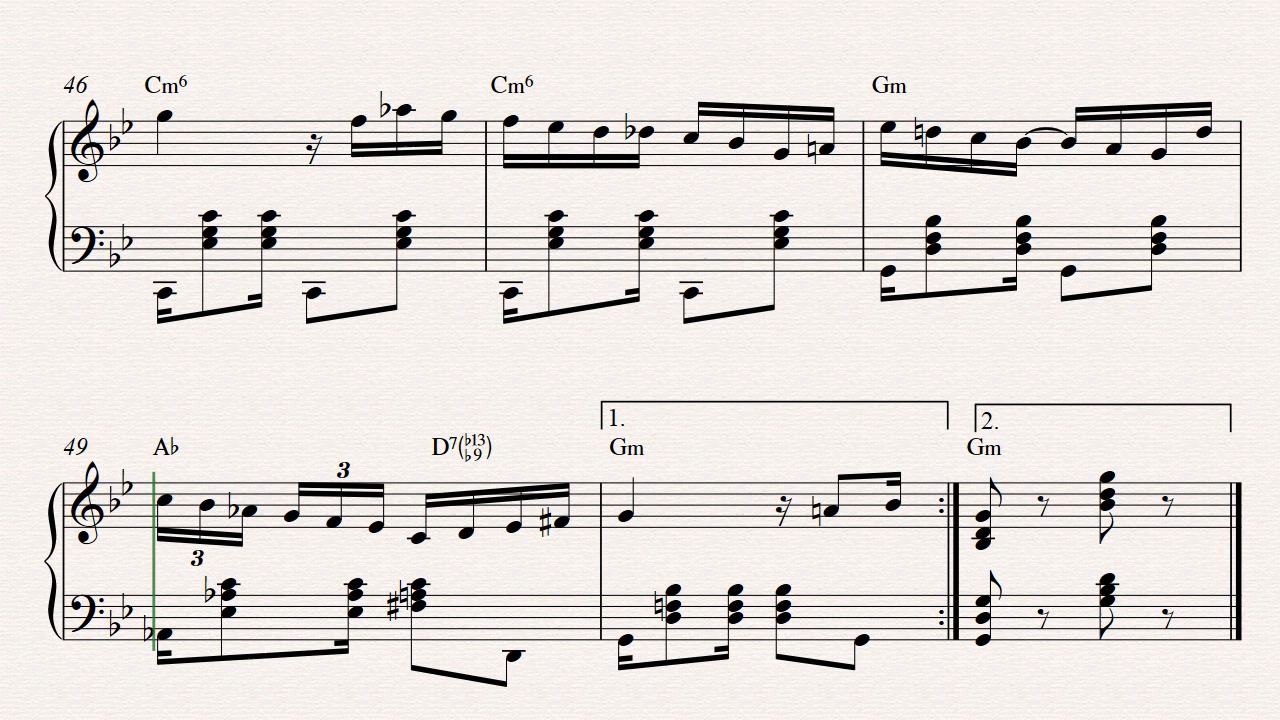 46 Cm6 Cm6 Gm
1. 2.
49 A♭ 3 D7(♭13 ♭9) Gm Gm
3